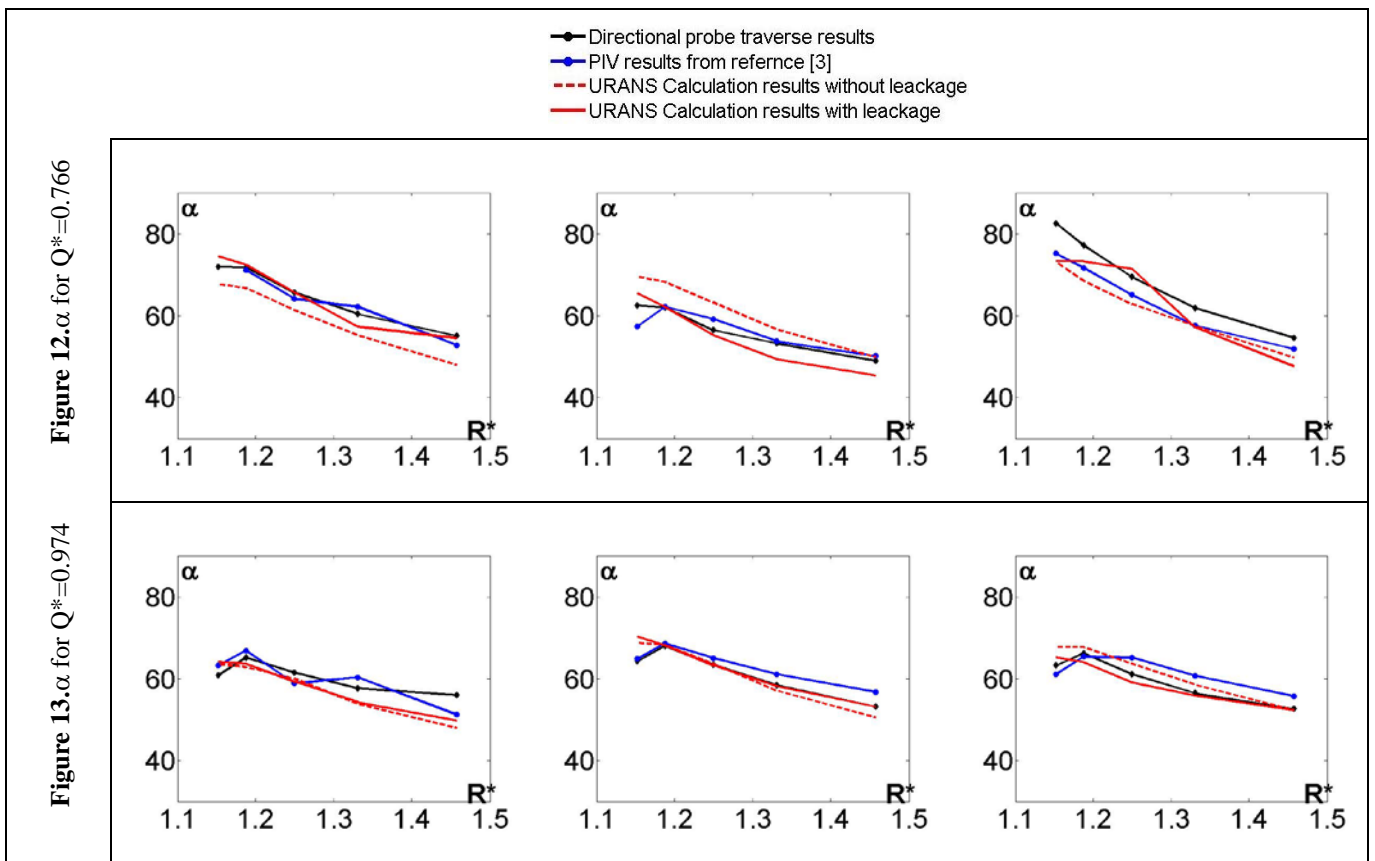 Directional probe traverse results
PIV results from refernce [3]
URANS Calculation results without leackage
URANS Calculation results with leackage
Figure 12.α for Q*=0.766
α
80
60
40
R*
1.1 1.2 1.3 1.4 1.5
α
80
60
40
R*
1.1 1.2 1.3 1.4 1.5
α
80
60
40
R*
1.1 1.2 1.3 1.4 1.5
Figure 13.α for Q*=0.974
α
80
60
40
R*
1.1 1.2 1.3 1.4 1.5
α
80
60
40
R*
1.1 1.2 1.3 1.4 1.5
α
80
60
40
R*
1.1 1.2 1.3 1.4 1.5